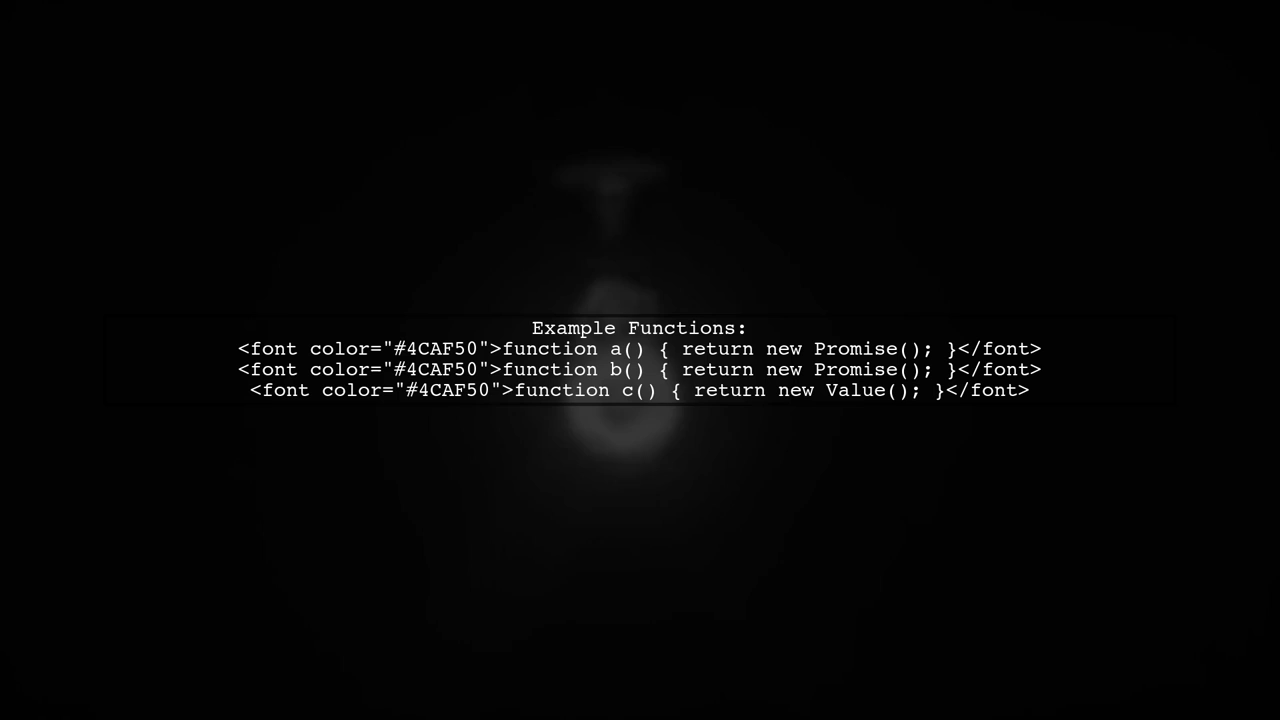 Example Functions:
<font color="#4CAF50">function a() { return new Promise(); }</font>
<font color="#4CAF50">function b() { return new Promise(); }</font>
<font color="#4CAF50">function c() { return new Value(); }</font>